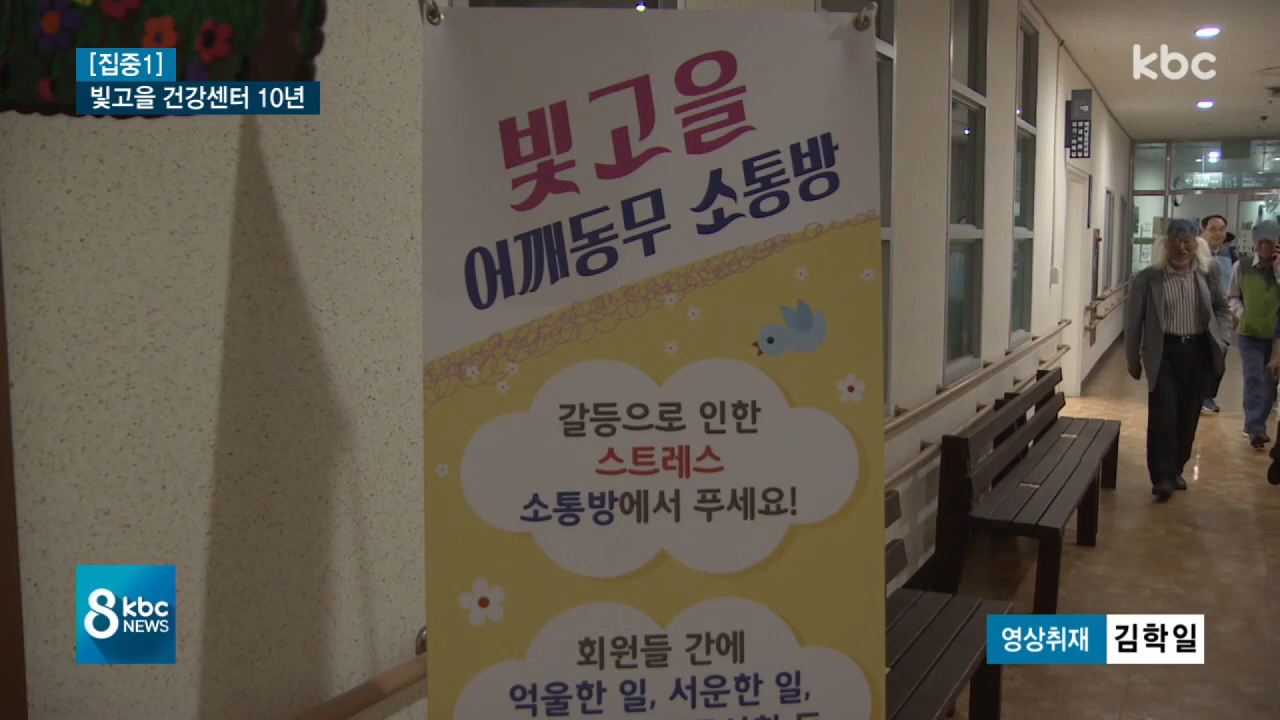 [집중1]
빛고을 건강센터 10년
kbc
빛고을
어깨동무 소통방
갈등으로 인한
스트레스
소통방에서 푸세요!
회원들 간에
억울한 일, 서운한 일,
8 kbc
NEWS
영상취재 김학일